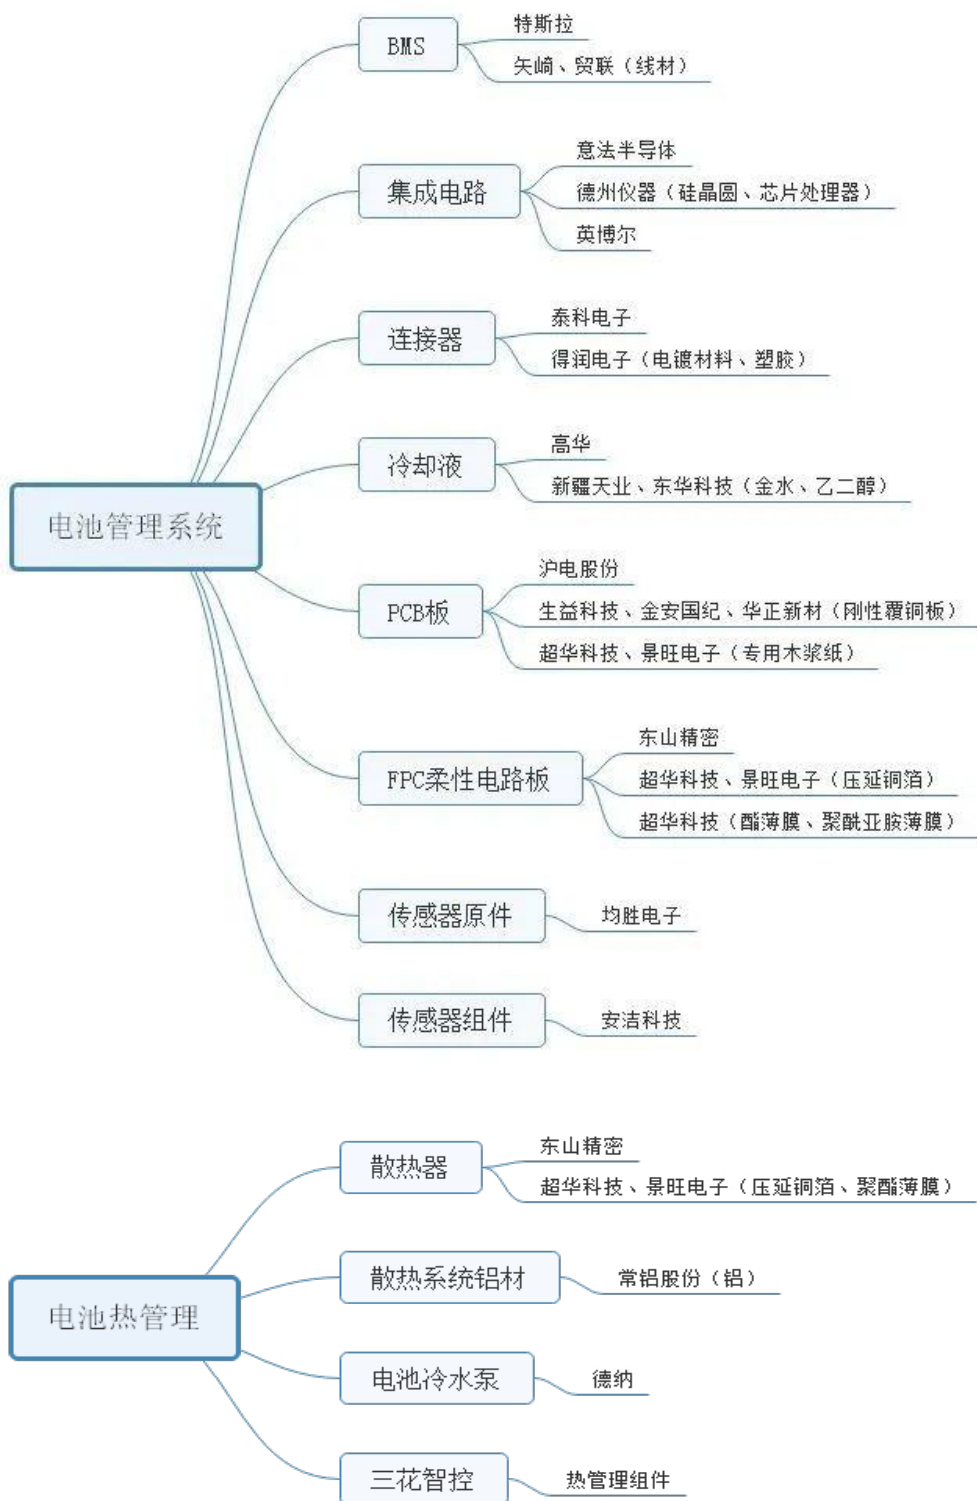 BMS
特斯拉
矢崎、贸联（线材）
集成电路
意法半导体
德州仪器（硅晶圆、芯片处理器）
英博尔
连接器
泰科电子
得润电子（电镀材料、塑胶）
冷却液
高华
新疆天业、东华科技（金水、乙二醇）
电池管理系统
PCB板
沪电股份
生益科技、金安国纪、华正新材（刚性覆铜板）
超华科技、景旺电子（专用木浆纸）
FPC柔性电路板
东山精密
超华科技、景旺电子（压延铜箔）
超华科技（酯薄膜、聚酰亚胺薄膜）
传感器原件
均胜电子
传感器组件
安洁科技
散热器
东山精密
超华科技、景旺电子（压延铜箔、聚酯薄膜）
散热系统铝材
常铝股份（铝）
电池热管理
电池冷水泵
德纳
三花智控
热管理组件